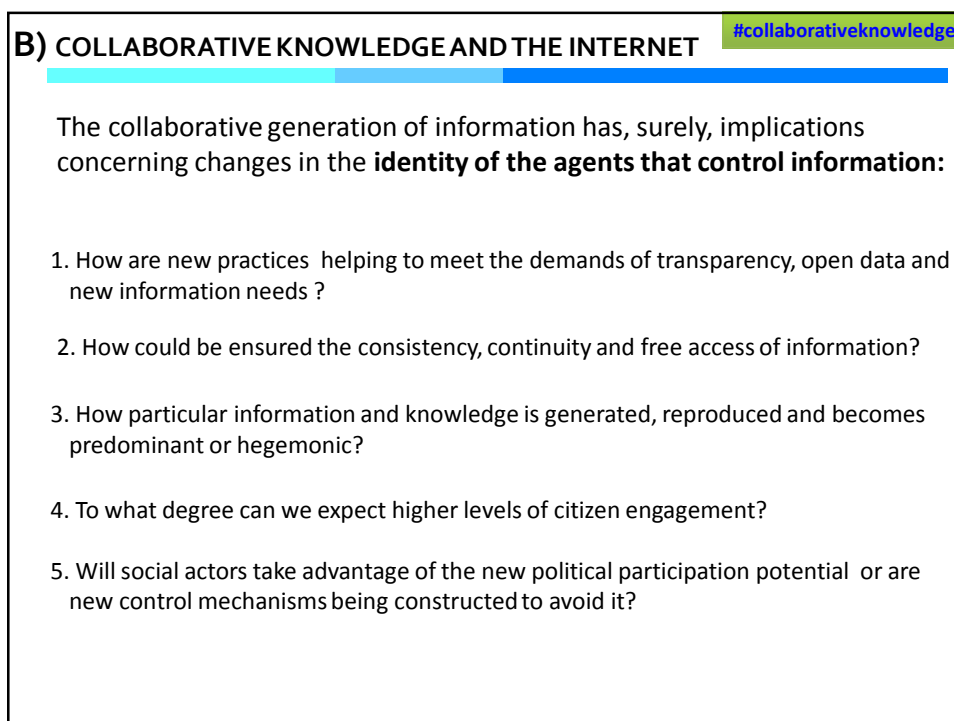 #collaborativeknowledge
B) COLLABORATIVE KNOWLEDGE AND THE INTERNET
The collaborative generation of information has, surely, implications
concerning changes in the identity of the agents that control information:
1. How are new practices helping to meet the demands of transparency, open data and
new information needs ?
2. How could be ensured the consistency, continuity and free access of information?
3. How particular information and knowledge is generated, reproduced and becomes
predominant or hegemonic?
4. To what degree can we expect higher levels of citizen engagement?
5. Will social actors take advantage of the new political participation potential or are
new control mechanisms being constructed to avoid it?